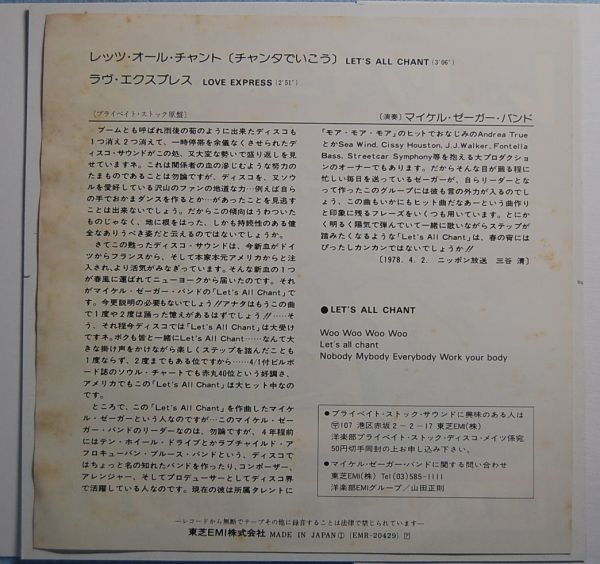 レッツ・オール・チャント〔チャンタでいこう〕 LET'S ALL CHANT (3′06″)
ラヴ・エクスプレス LOVE EXPRESS (2′51″)
〔プライベイト・ストック原盤〕
〔演奏〕マイケル・ゼーガー・バンド
ブームとも呼ばれ雨後の筍のように出来たディスコも
1つ消え2つ消えて、一時停帯を余儀なくさせられたデ
ィスコ・サウンドがこの処、又大変な勢で盛り返しを見
せていますネ。これは関係者の血の滲じむような努力の
たまものであることは勿論ですが、ディスコを、又ソウ
ルを愛好している沢山のファンの地道な力…例えば自ら
の手でおかまダンスを作るとか…があったことを見逃す
ことは出来ないでしょう。だからこの傾向はうわついた
ものじゃなく、地に根をはった、しかも持続性のある健
全なありうべき姿だと云えるのではないでしょうか。
さてこの甦ったディスコ・サウンドは、今新血がドイ
ツからフランスから、そして本家本元アメリカからと注
入され、より活気がみなぎっています。そんな新血の1つ
が春風に運ばれてニューヨークから届いたのです。それ
がマイケル・ゼーガー・バンドの「Let's All Chant」で
す。今更説明の必要もないでしょう!!アナタはもうこの曲
で1度や2度は踊った憶えがあるはずでしょう!!……そ
う、それ程今ディスコでは「Let's All Chant」は大受け
ですネ。ボクも皆と一緒にLet's All Chant……なんて大
きな掛け声をかけながら楽しくステップを踏んだことも
1度ならず、2度までもある位ですから……4/1付ビルボ
ード誌のソウル・チャートでも赤丸40位という好調さ、
アメリカでもこの「Let's All Chant」は大ヒット中なの
です。
ところで、この「Let's All Chant」を作曲したマイケ
ル・ゼーガーという人なのですが…このマイケル・ゼー
ガー・バンドのリーダーなのは、勿論ですが、4年程前
にはテン・ホイール・ドライブとかラブチャイルド・ア
フロキューバン・ブルース・バンドという、ディスコで
はちょっと名の知れたバンドを作ったり、コンポーザー、
アレンジャー、そしてプロデューサーとしてディスコ界
で活躍している人なのです。現在の彼は所属タレントに
「モア・モア・モア」のヒットでおなじみのAndrea True
とかSea Wind, Cissy Houston, J.J.Walker, Fontella
Bass, Streetcar Symphony等を抱える大プロダクショ
ンのオーナーでもあります。だからそんな目が廻る程に
忙しい毎日を送っているゼーガーが、自らリーダーとな
って作ったこのグループには彼も言の外力が入るのでし
ょう、この曲もいかにもヒット曲だなあーという曲作り
と印象に残るフレーズをいくつも用いています。とにか
く明るく陽気で弾んでいて一緒に歌いながらステップが
踏みたくなるような「Let's All Chant」は、春の宵には
ぴったしカンカンではないでしょうか!!
〔1978. 4. 2. ニッポン放送 三谷 清〕
●LET'S ALL CHANT
Woo Woo Woo Woo
Let's all chant
Nobody Mybody Everybody Work your body
●プライベイト・ストック・サウンドに興味のある人は
〒107 港区赤坂2-2-17 東芝EMI(株)
洋楽部プライベイト・ストック・ディスコ・メイツ係宛
50円切手同封の上お申し込み下さい。
●マイケル・ゼーガー・バンドに関する問い合わせ
東芝EMI(株) Tel (03)585-1111
洋楽部EMIグループ/山田正則
—レコードから無断でテープその他に録音することは法律で禁じられています—
東芝EMI株式会社 MADE IN JAPAN Ⓘ (EMR-20429) Ⓟ